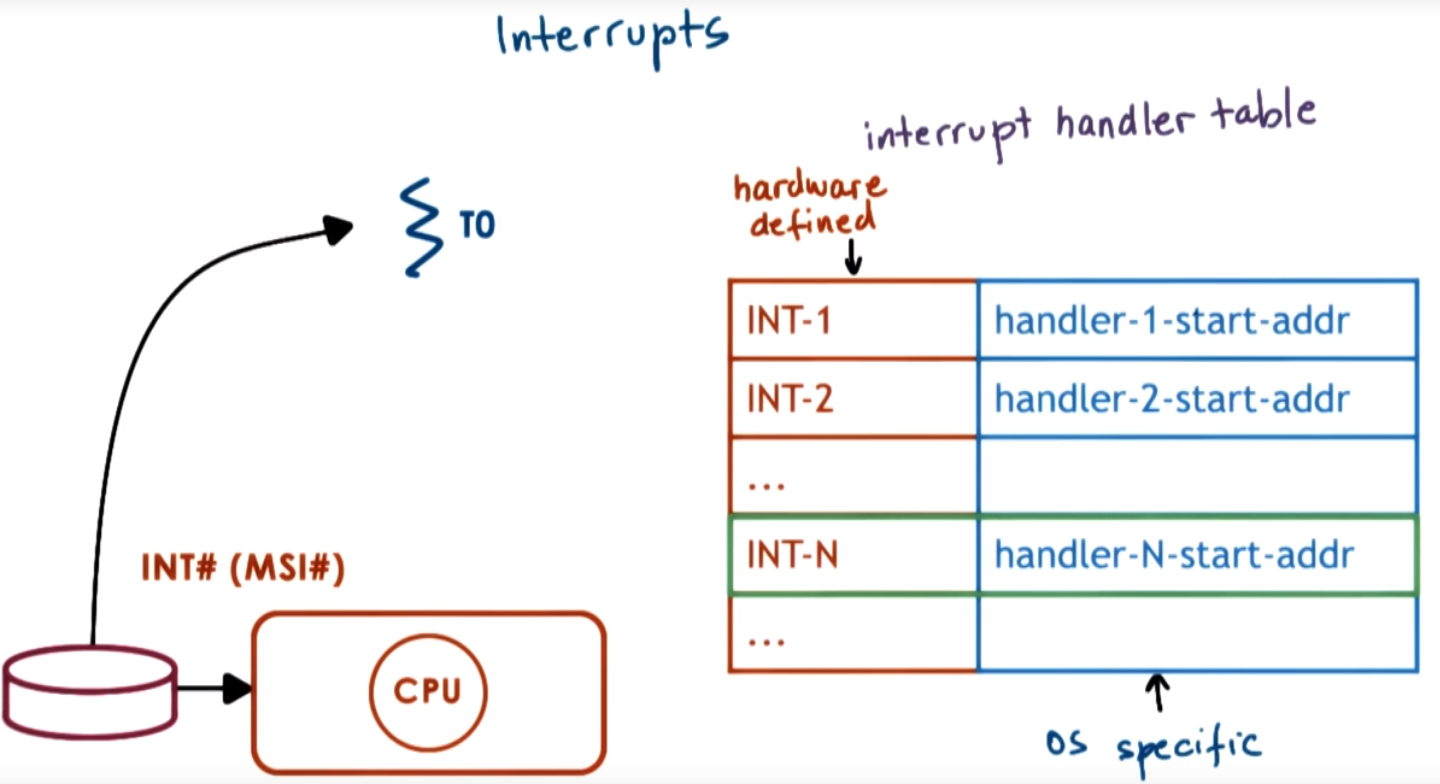 Interrupts
interrupt handler table
hardware
defined
T0
INT-1 handler-1-start-addr
INT-2 handler-2-start-addr
...
INT-N handler-N-start-addr
...
INT# (MSI#)
CPU
OS specific